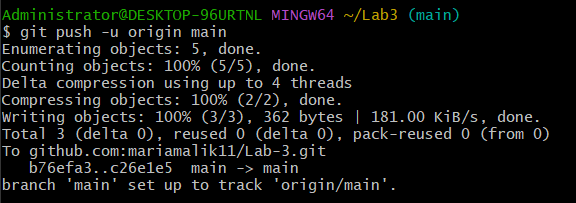 Administrator@DESKTOP-96URTNL MINGW64 ~/Lab3 (main)
$ git push -u origin main
Enumerating objects: 5, done.
Counting objects: 100% (5/5), done.
Delta compression using up to 4 threads
Compressing objects: 100% (2/2), done.
Writing objects: 100% (3/3), 362 bytes | 181.00 KiB/s, done.
Total 3 (delta 0), reused 0 (delta 0), pack-reused 0 (from 0)
To github.com:mariamalik11/Lab-3.git
   b76efa3..c26e1e5  main -> main
branch 'main' set up to track 'origin/main'.